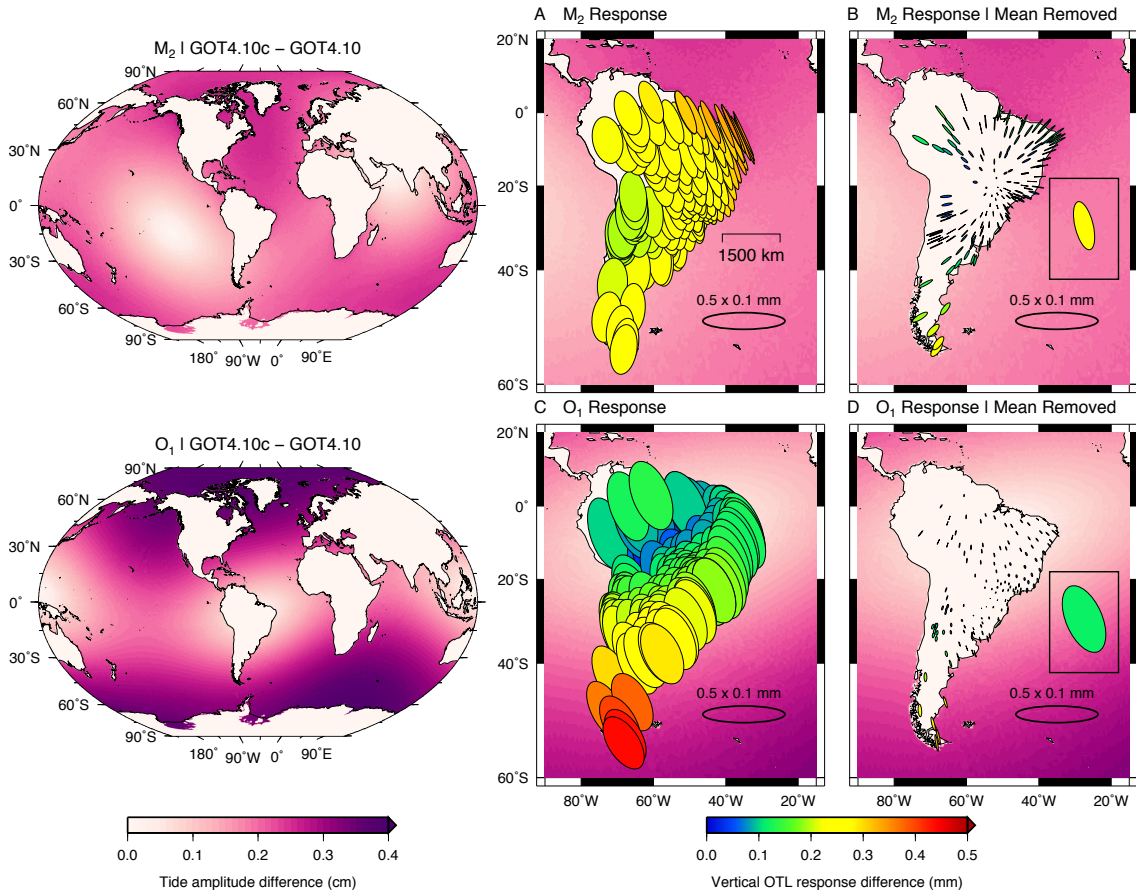 M2 | GOT4.10c − GOT4.10
90˚N
60˚N
30˚N
0˚
30˚S
60˚S
90˚S
180˚
90˚W
0˚
90˚E
A M2 Response
20˚N
0˚
20˚S
40˚S
60˚S
1500 km
0.5 x 0.1 mm
B M2 Response | Mean Removed
0.5 x 0.1 mm
O1 | GOT4.10c − GOT4.10
90˚N
60˚N
30˚N
0˚
30˚S
60˚S
90˚S
180˚
90˚W
0˚
90˚E
C O1 Response
20˚N
0˚
20˚S
40˚S
60˚S
0.5 x 0.1 mm
80˚W 60˚W 40˚W 20˚W
D O1 Response | Mean Removed
0.5 x 0.1 mm
80˚W 60˚W 40˚W 20˚W
0.0 0.1 0.2 0.3 0.4
Tide amplitude difference (cm)
0.0 0.1 0.2 0.3 0.4 0.5
Vertical OTL response difference (mm)